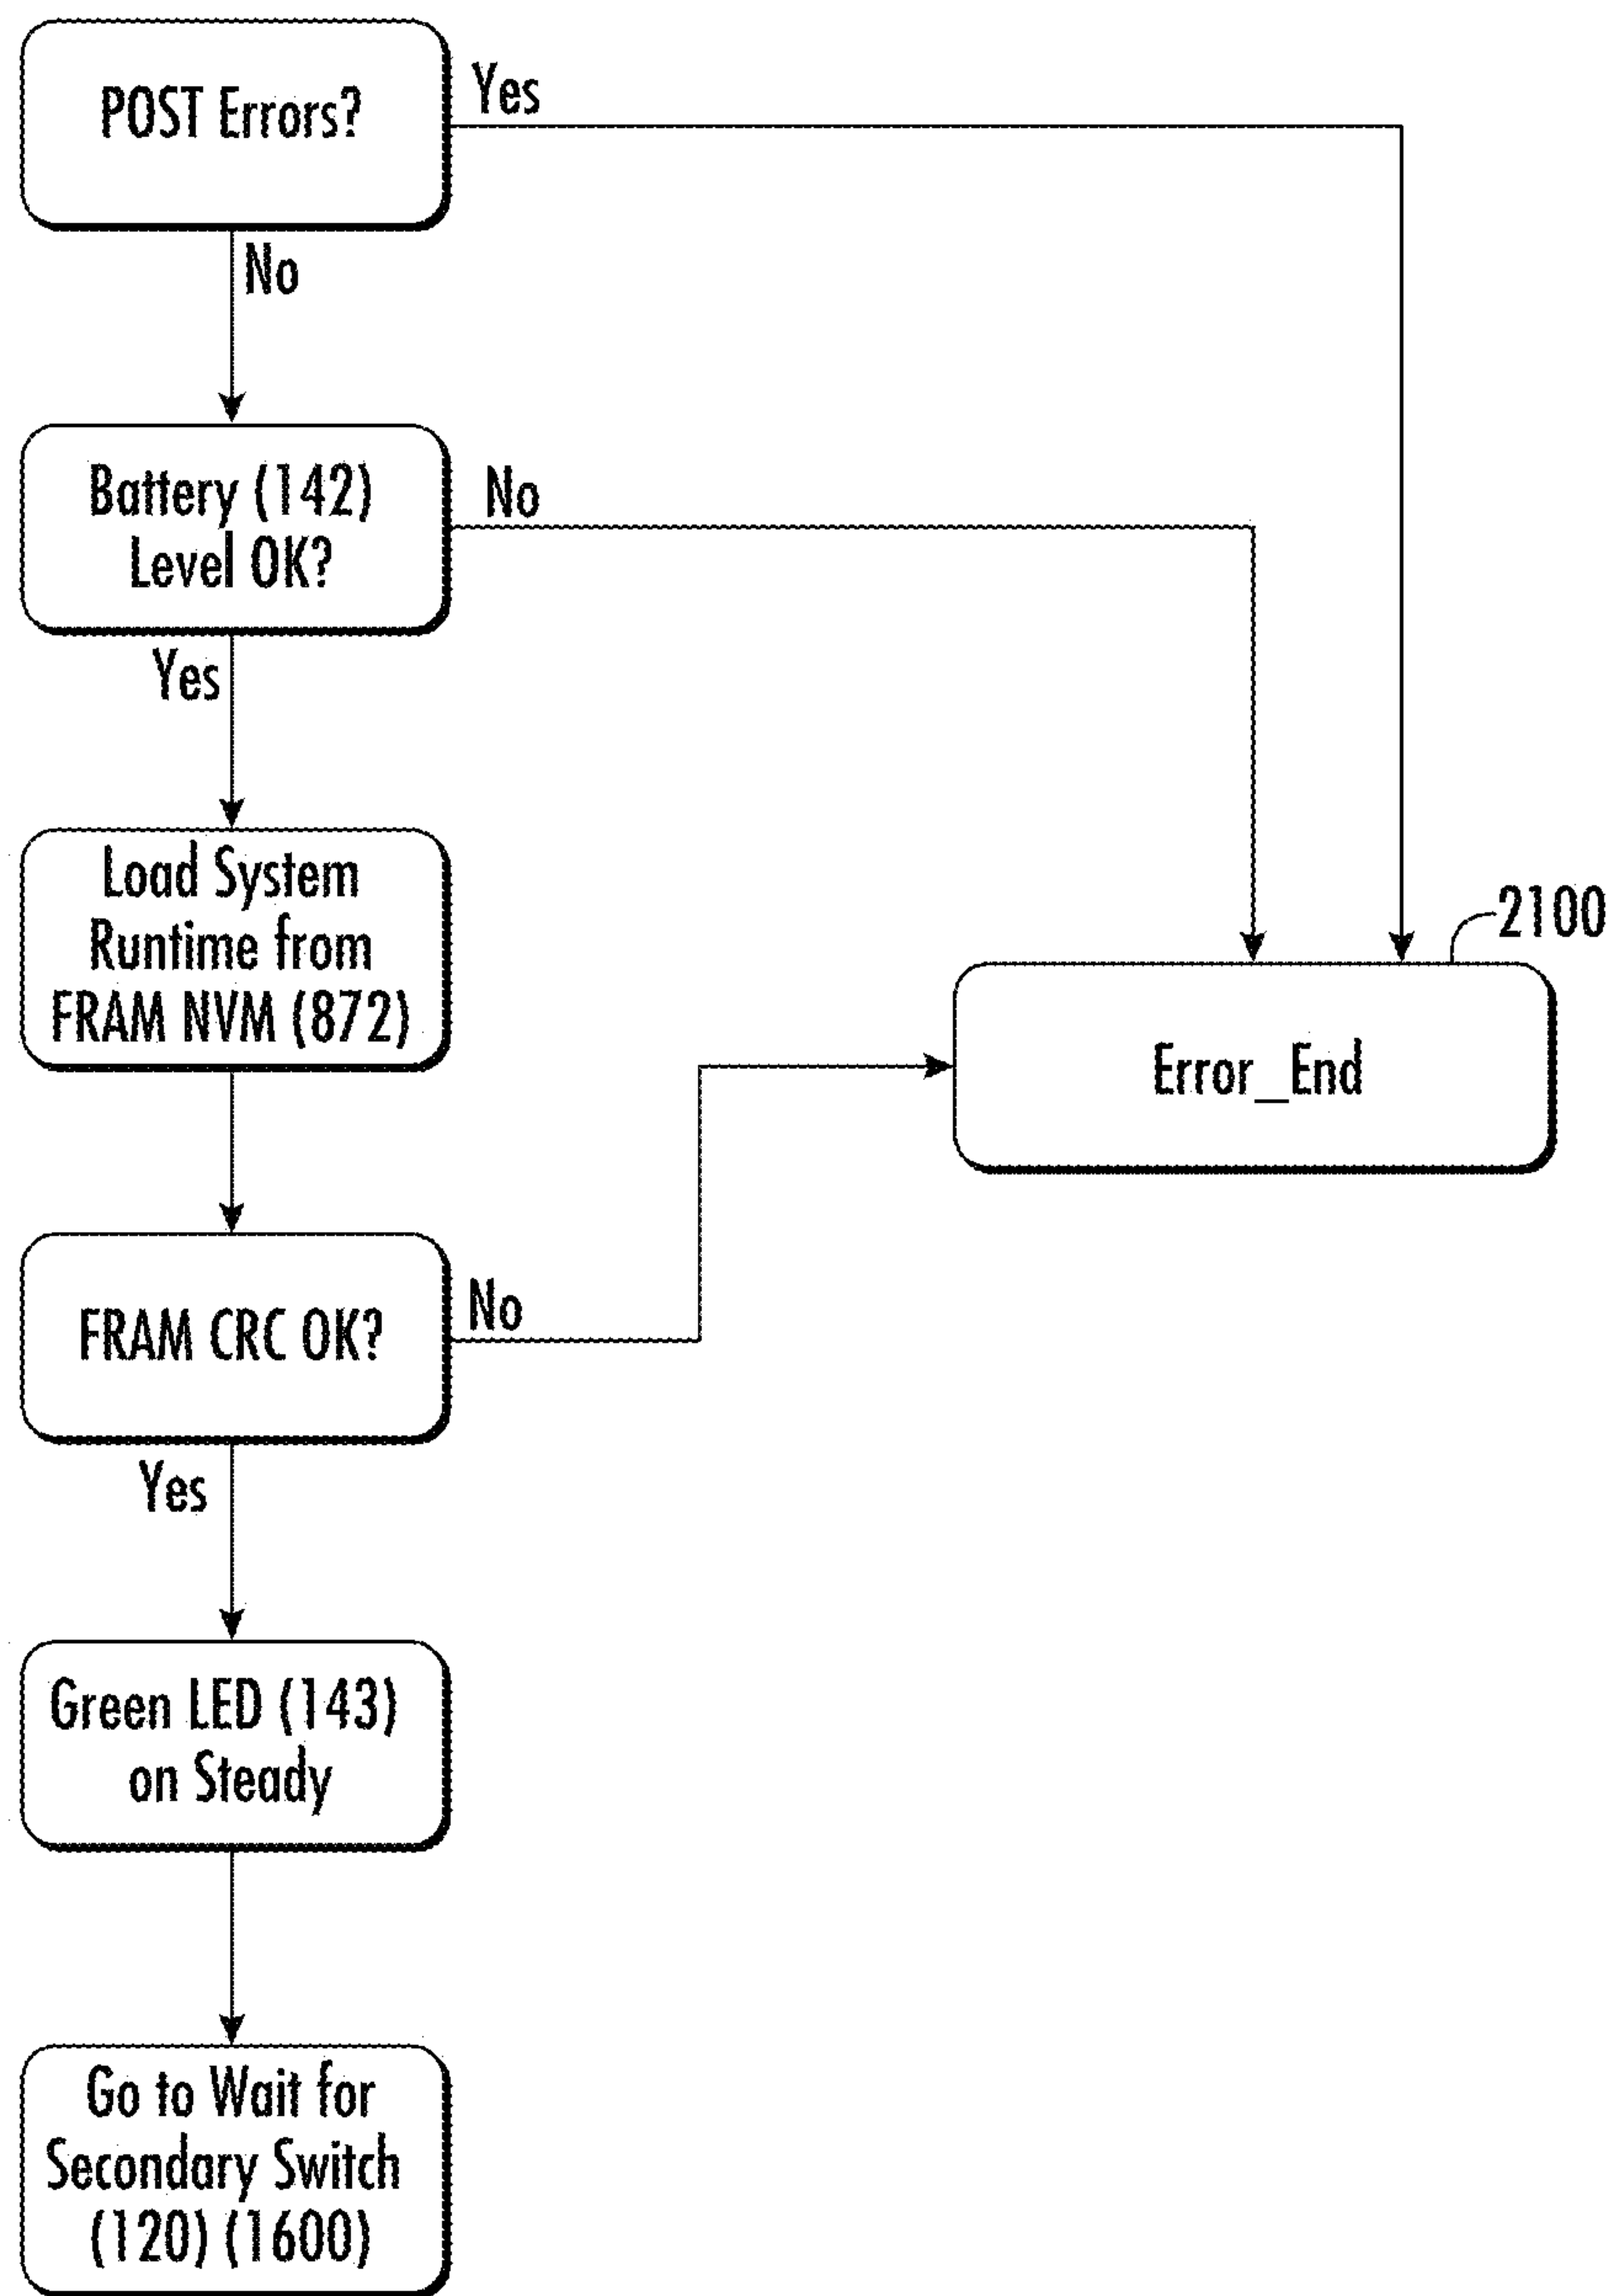 POST Errors?
Yes
No
Battery (142)
Level OK?
No
Yes
Load System
Runtime from
FRAM NVM (872)
2100
Error_End
FRAM CRC OK?
No
Yes
Green LED (143)
on Steady
Go to Wait for
Secondary Switch
(120) (1600)